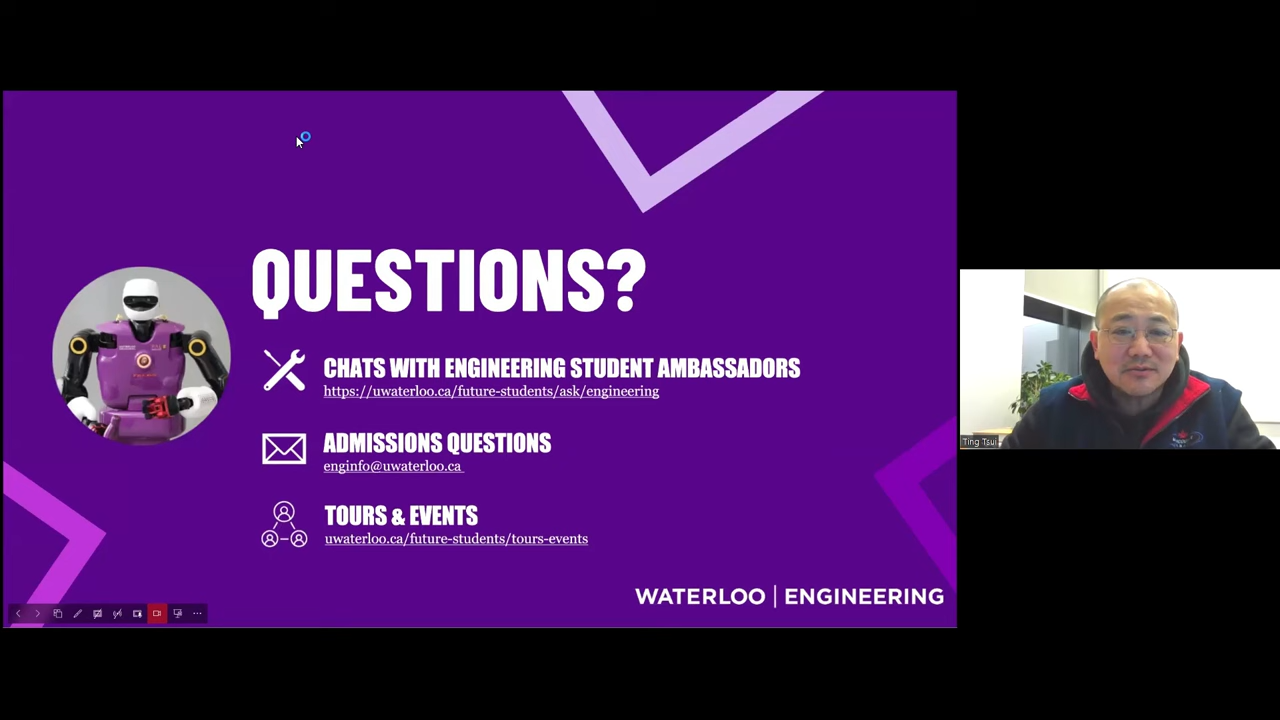 QUESTIONS?
CHATS WITH ENGINEERING STUDENT AMBASSADORS
https://uwaterloo.ca/future-students/ask/engineering
ADMISSIONS QUESTIONS
enginfo@uwaterloo.ca
TOURS & EVENTS
uwaterloo.ca/future-students/tours-events
WATERLOO | ENGINEERING
Ting Tsui